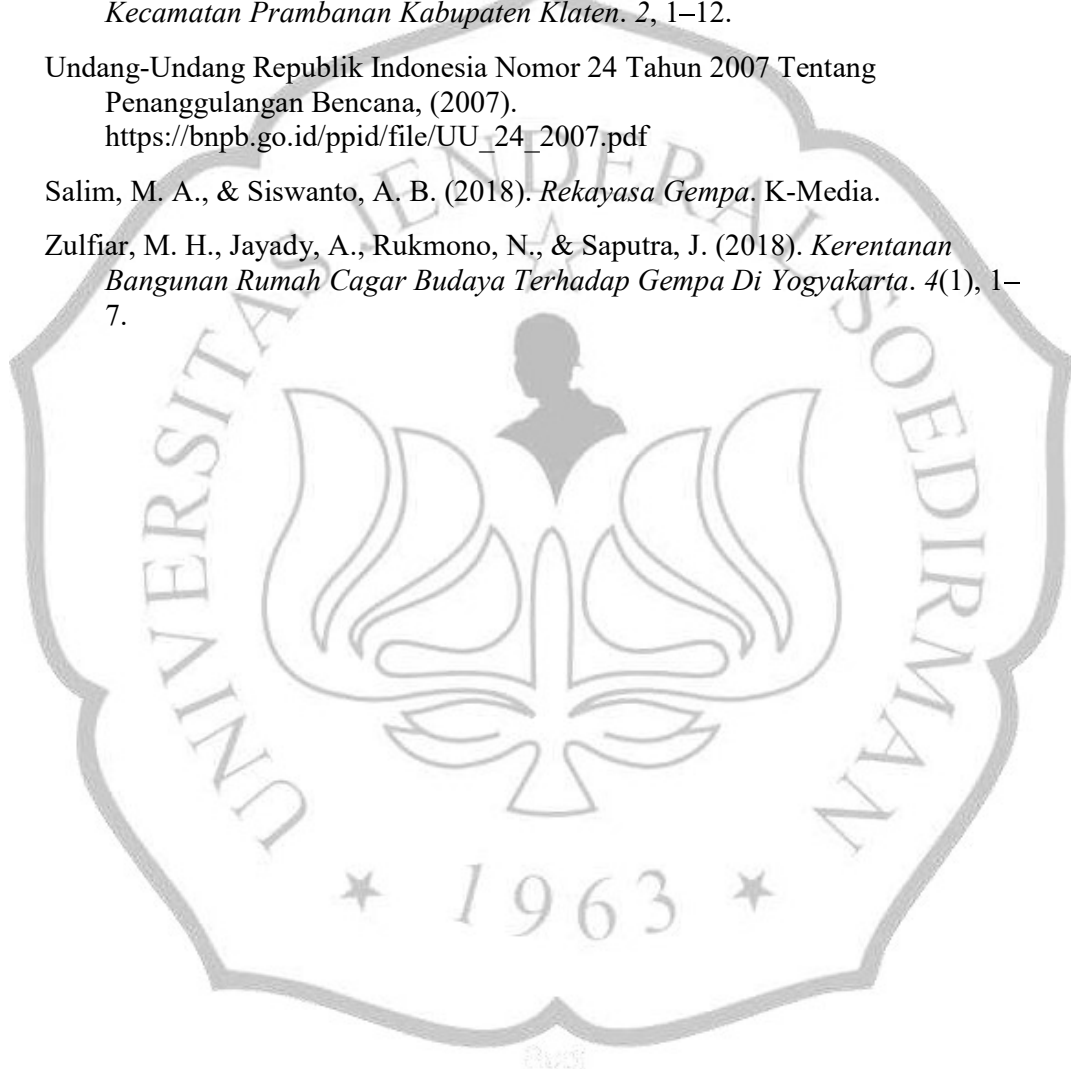 Kecamatan Prambanan Kabupaten Klaten. 2, 1–12.
Undang-Undang Republik Indonesia Nomor 24 Tahun 2007 Tentang
Penanggulangan Bencana, (2007).
https://bnpb.go.id/ppid/file/UU_24_2007.pdf
Salim, M. A., & Siswanto, A. B. (2018). Rekayasa Gempa. K-Media.
Zulfiar, M. H., Jayady, A., Rukmono, N., & Saputra, J. (2018). Kerentanan
Bangunan Rumah Cagar Budaya Terhadap Gempa Di Yogyakarta. 4(1), 1–
7.
UNIVERSITAS JENDERAL SOEDIRMAN
1963